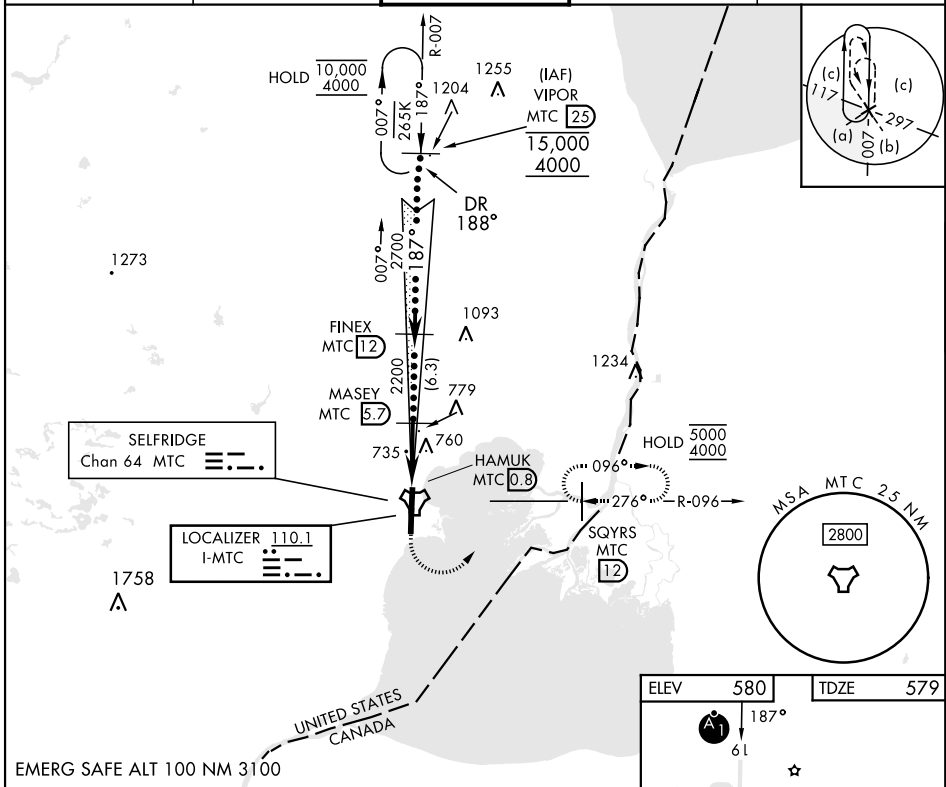 R-007
HOLD 10,000
4000
1204
1255
(IAF)
VIPOR
MTC 25
15,000
4000
007°
265K
187°
DR
188°
(c)
(c)
117
297
(a)
(b)
007
1273
007°
2700
187°
FINEX
MTC 12
1093
2200
(6.3)
1234
MASEY
MTC 5.7
779
SELFRIDGE
Chan 64 MTC
735
760
HAMUK
MTC 0.8
HOLD 5000
4000
096°
276°
R-096
SQYRS
MTC
12
LOCALIZER 110.1
I-MTC
1758
MSA MTC 25 NM
2800
UNITED STATES
CANADA
ELEV 580
TDZE 579
A1
187°
61
EMERG SAFE ALT 100 NM 3100